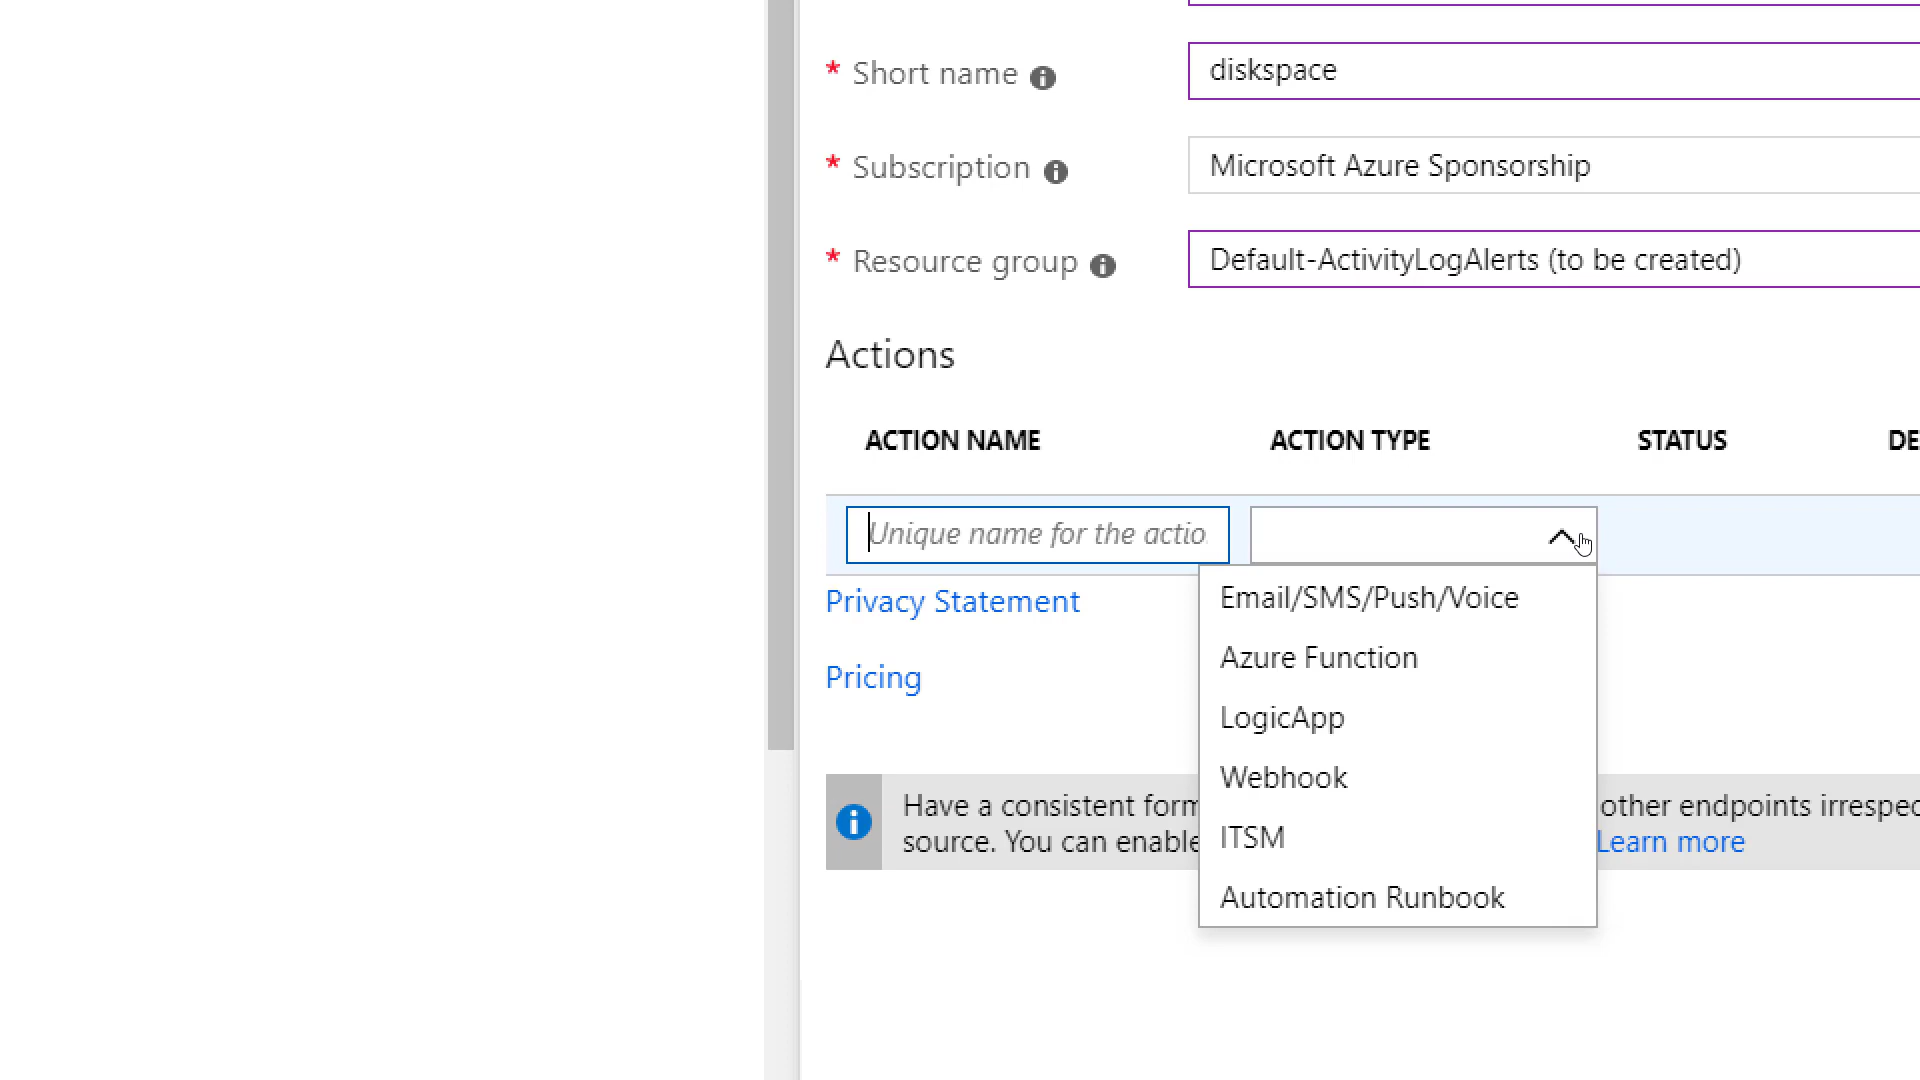 * Short name
diskspace
* Subscription
Microsoft Azure Sponsorship
* Resource group
Default-ActivityLogAlerts (to be created)
Actions
ACTION NAME ACTION TYPE STATUS DE
Unique name for the actio
Email/SMS/Push/Voice
Azure Function
LogicApp
Webhook
ITSM
Automation Runbook
Privacy Statement
Pricing
Have a consistent form other endpoints irrespec
source. You can enable Learn more